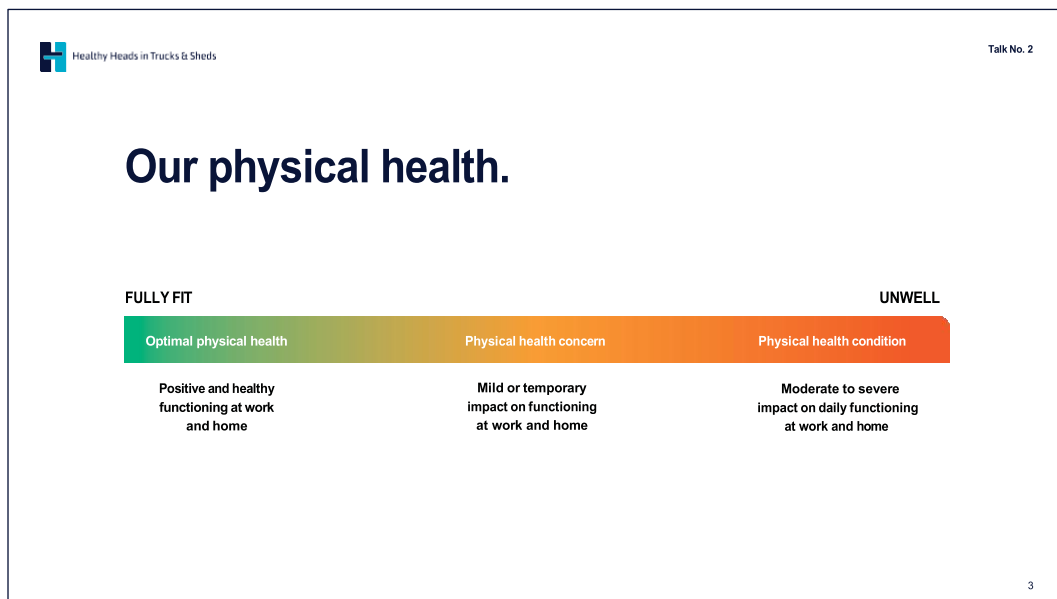 Healthy Heads in Trucks & Sheds
Talk No. 2
Our physical health.
FULLY FIT
UNWELL
Optimal physical health
Physical health concern
Physical health condition
Positive and healthy
functioning at work
and home
Mild or temporary
impact on functioning
at work and home
Moderate to severe
impact on daily functioning
at work and home
3